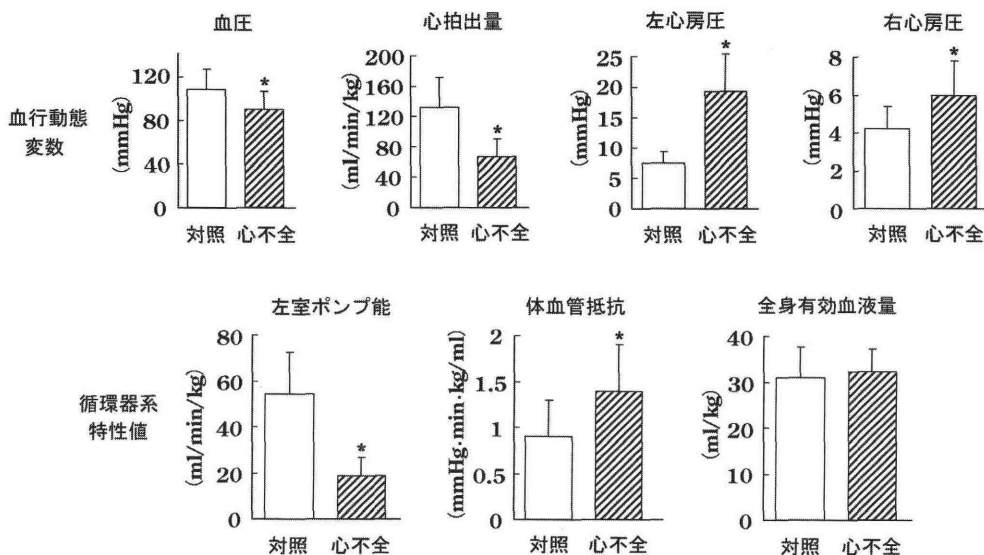 血圧
心拍出量
左心房圧
右心房圧
血行動態
変数
(mmHg)
120
80
40
0
*
対照 心不全
(ml/min/kg)
200
160
120
80
40
0
*
対照 心不全
(mmHg)
25
20
15
10
5
0
*
対照 心不全
(mmHg)
8
6
4
2
0
*
対照 心不全
左室ポンプ能
体血管抵抗
全身有効血液量
循環器系
特性値
(ml/min/kg)
80
60
40
20
0
*
対照 心不全
(mmHg·min·kg/ml)
2
1.5
1
0.5
0
*
対照 心不全
(ml/kg)
40
30
20
10
0
対照 心不全